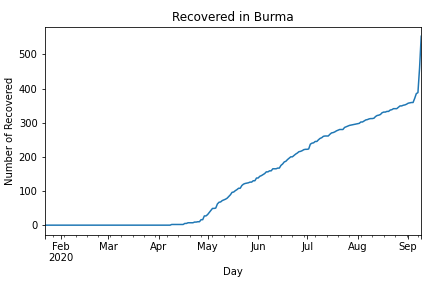 Recovered in Burma
Number of Recovered
500
400
300
200
100
0
Feb Mar Apr May Jun Jul Aug Sep
2020
Day